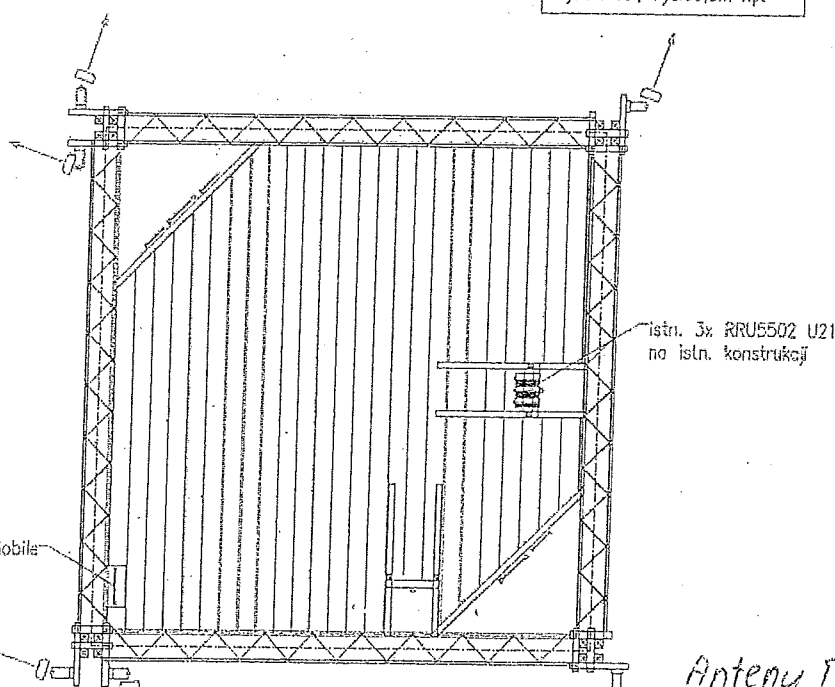 istn. 3x RRU5502 U21
na istn. konstrukcji
obile
Anteny